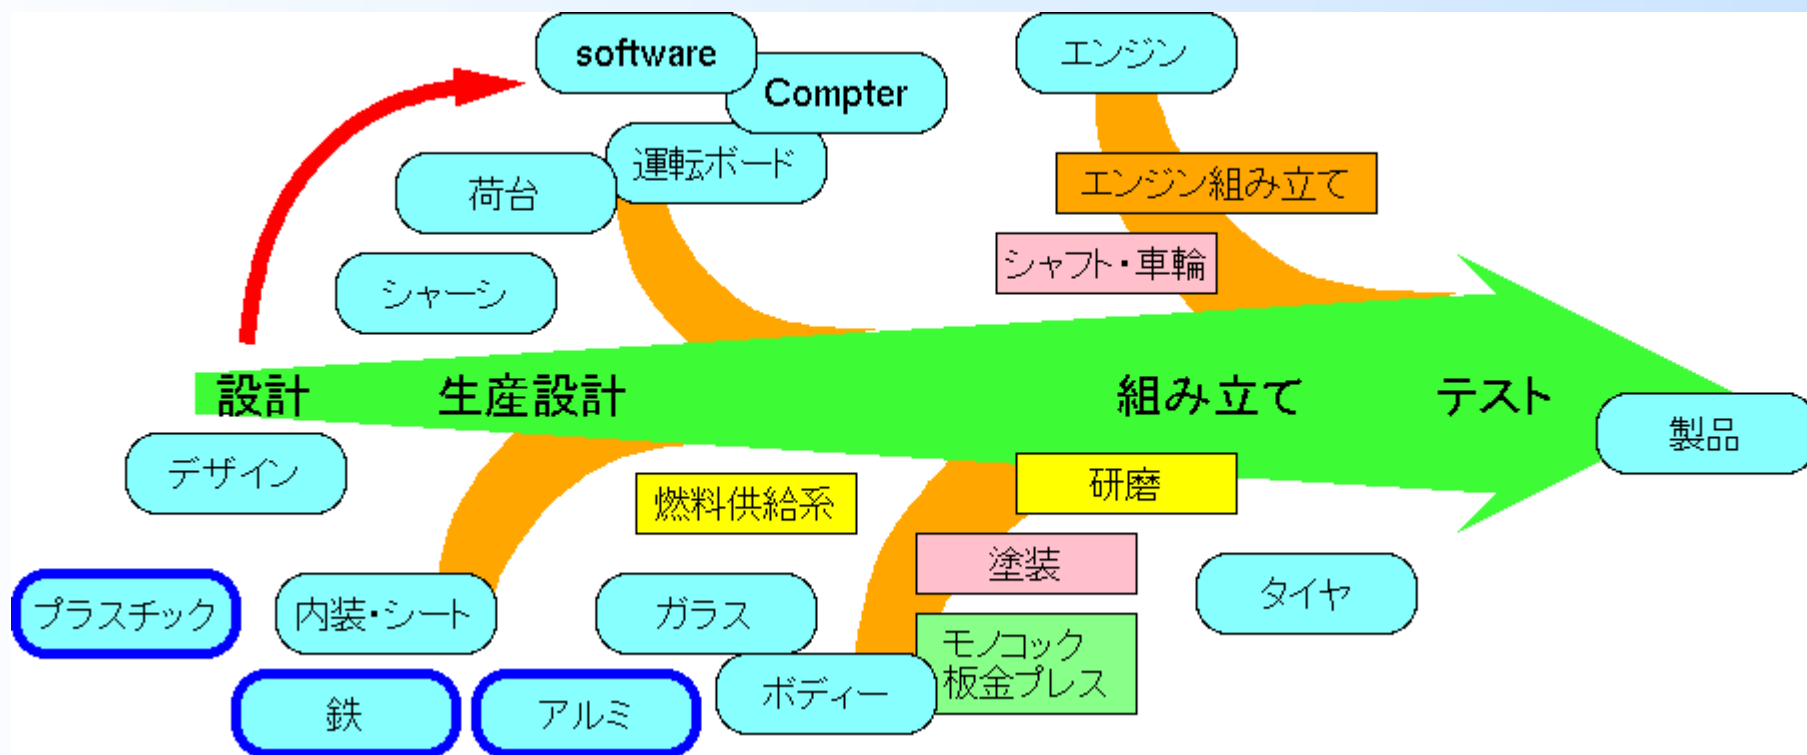 software
Compter
エンジン
運転ボード
荷台
エンジン組み立て
シャフト・車輪
シャーシ
設計
生産設計
組み立て
テスト
製品
デザイン
燃料供給系
研磨
塗装
プラスチック
内装・シート
ガラス
タイヤ
モノコック
板金プレス
鉄
アルミ
ボディー